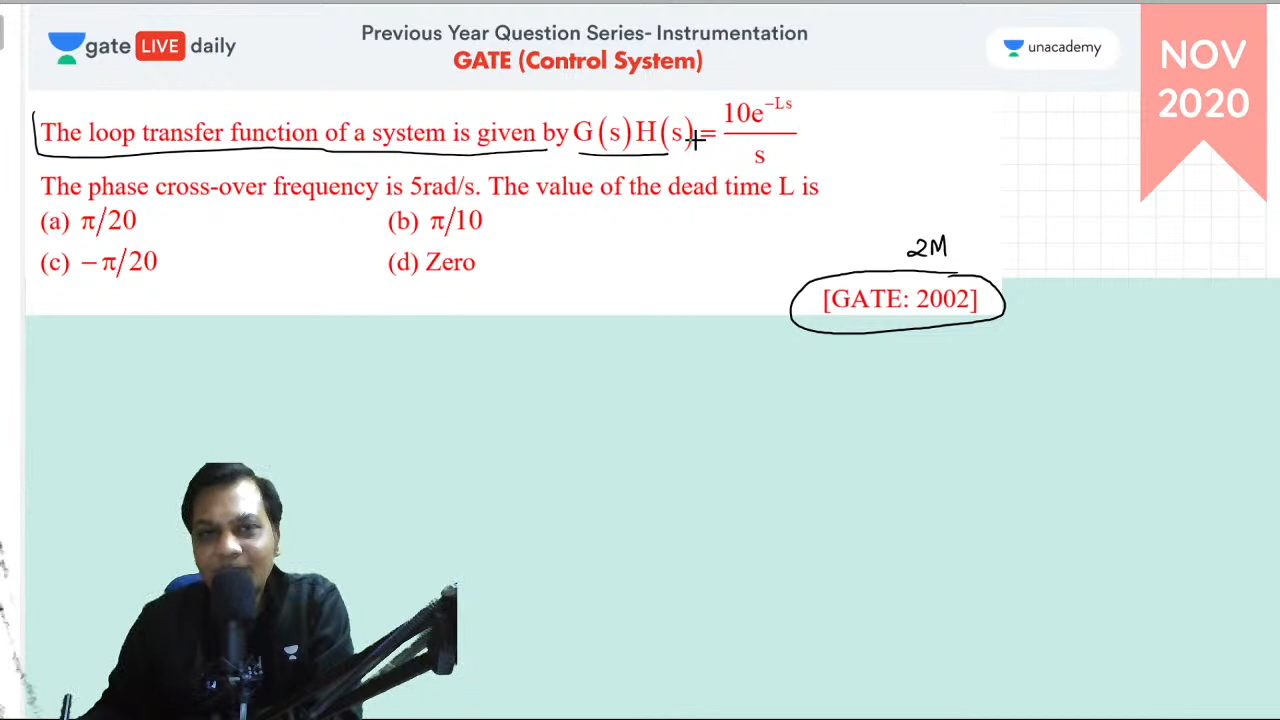 gate LIVE daily
Previous Year Question Series- Instrumentation
GATE (Control System)
unacademy
NOV
2020
The loop transfer function of a system is given by G(s)H(s) = 10e^{-Ls}/s
The phase cross-over frequency is 5rad/s. The value of the dead time L is
(a) π/20 (b) π/10
(c) −π/20 (d) Zero
2M
[GATE: 2002]